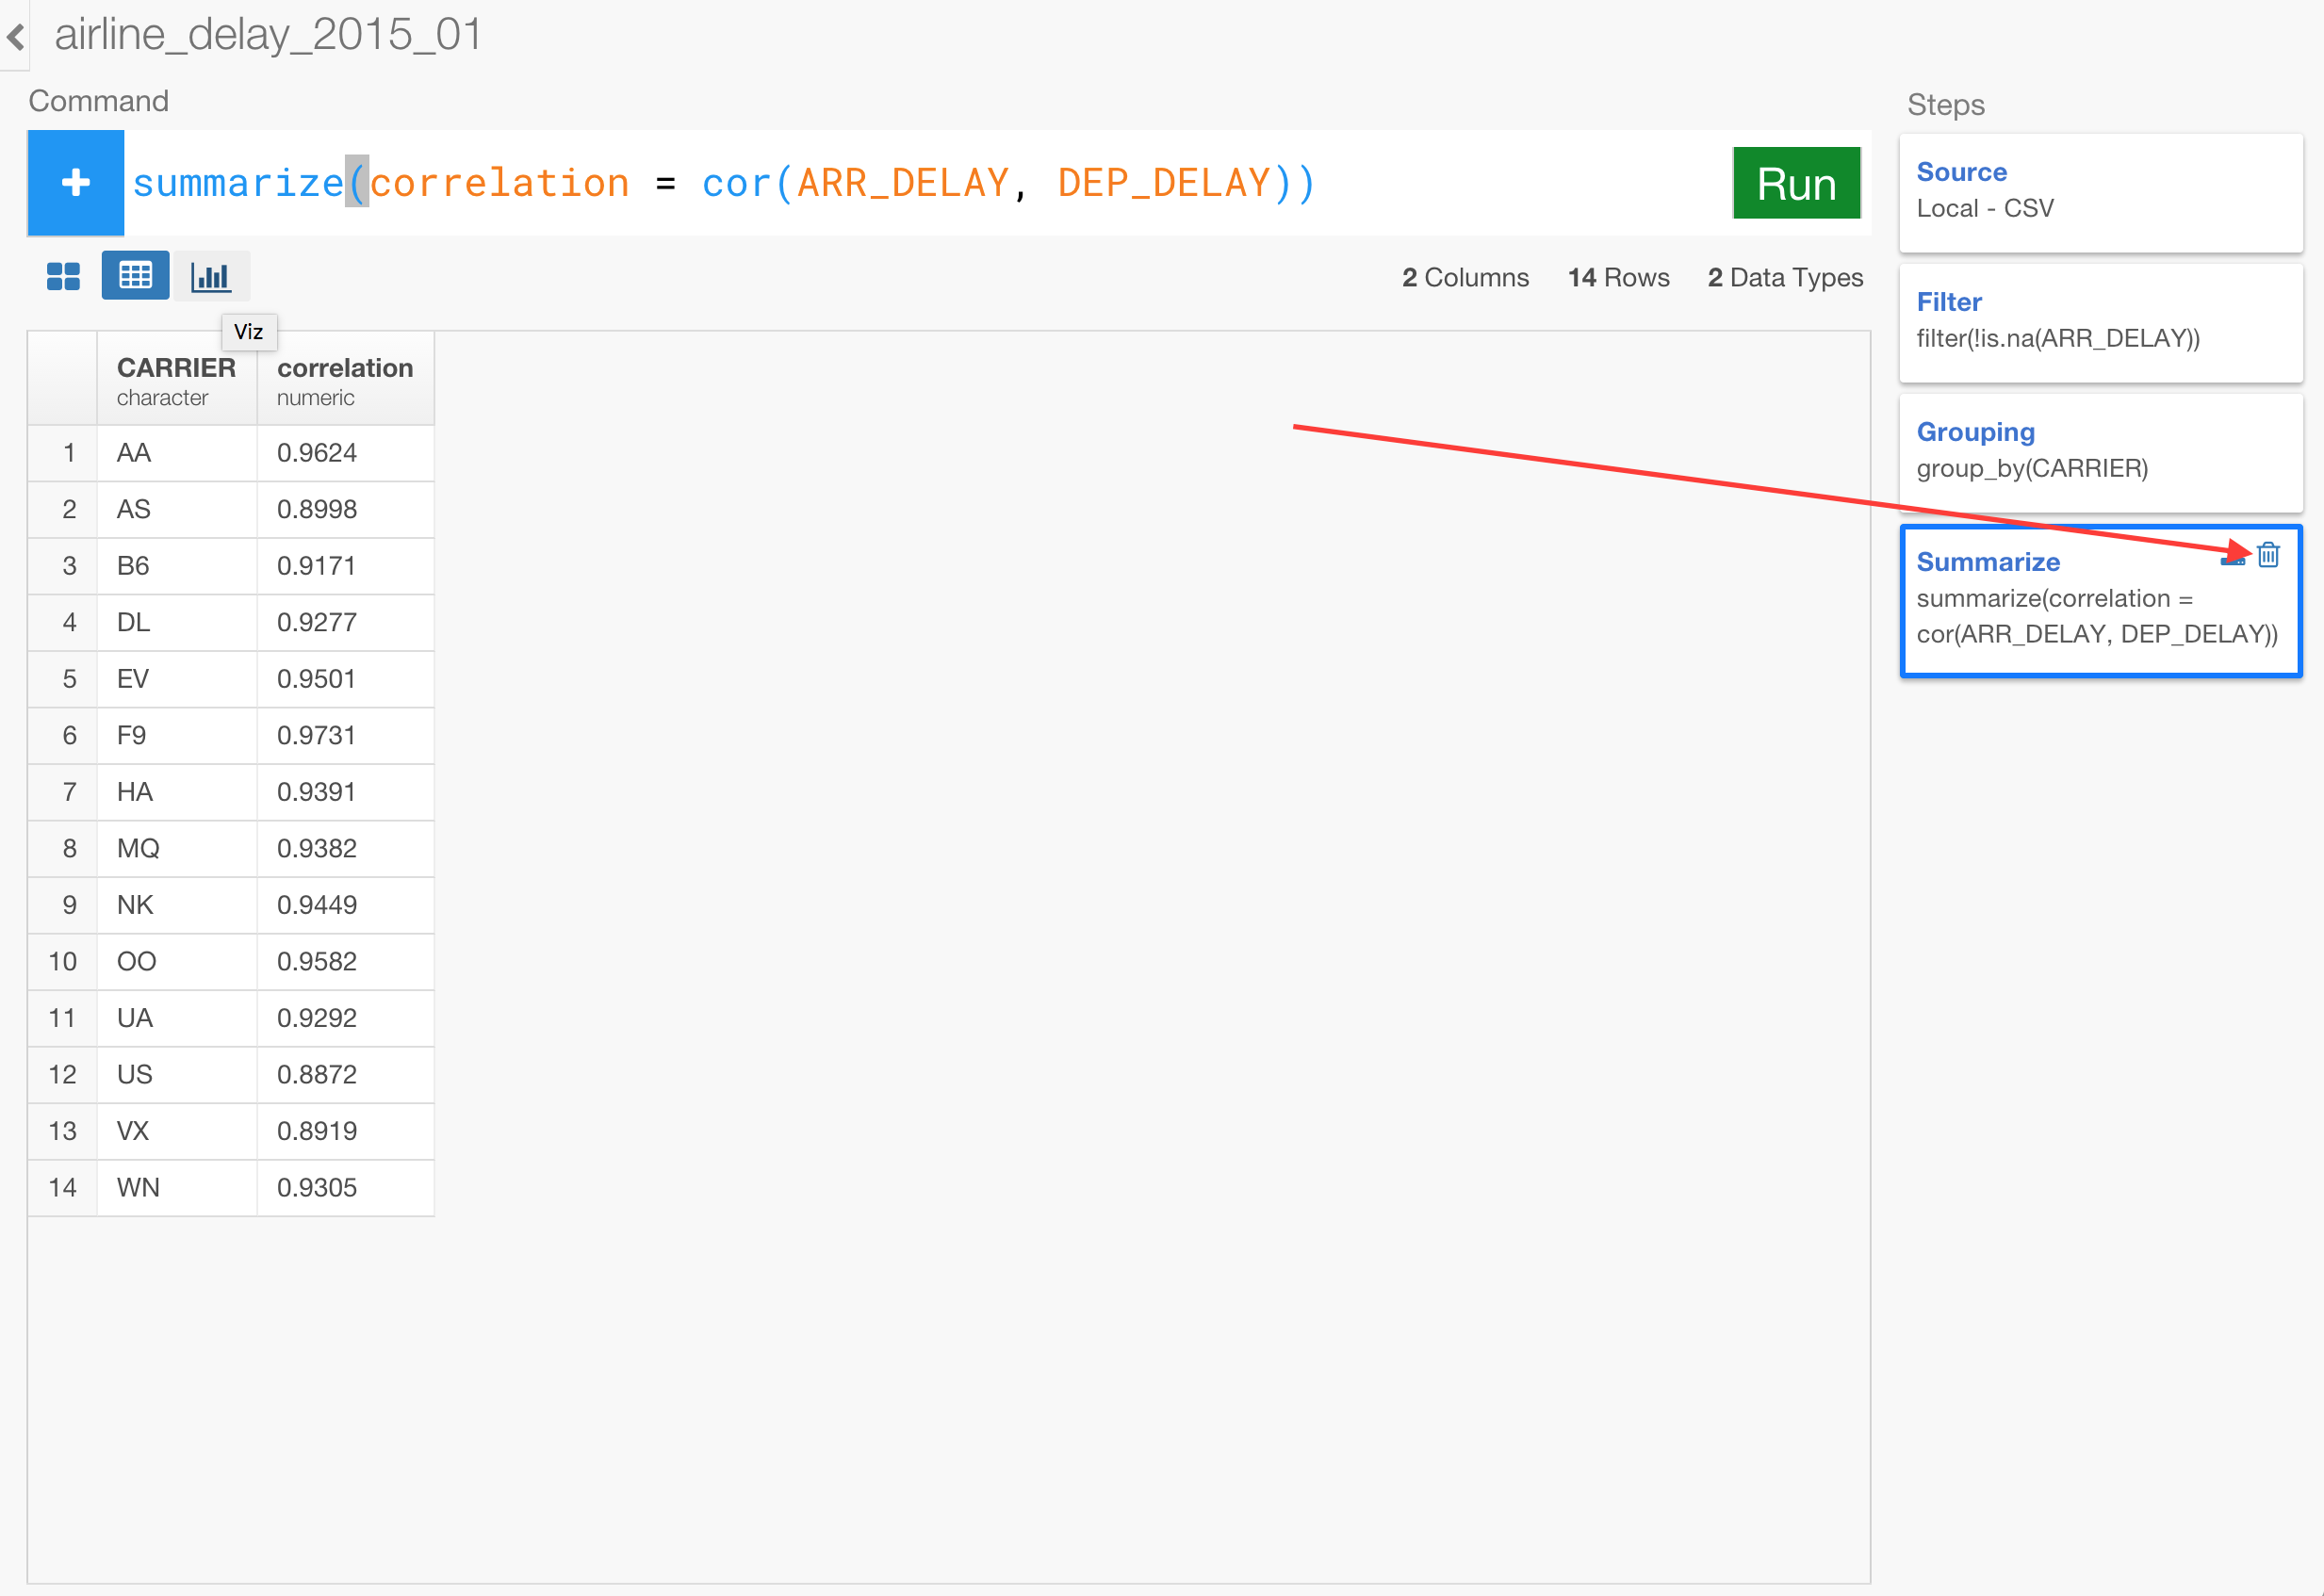 airline_delay_2015_01
Command
summarize(correlation = cor(ARR_DELAY, DEP_DELAY))
Run
2 Columns 14 Rows 2 Data Types
Viz
CARRIER correlation
character numeric
1 AA 0.9624
2 AS 0.8998
3 B6 0.9171
4 DL 0.9277
5 EV 0.9501
6 F9 0.9731
7 HA 0.9391
8 MQ 0.9382
9 NK 0.9449
10 OO 0.9582
11 UA 0.9292
12 US 0.8872
13 VX 0.8919
14 WN 0.9305
Steps
Source
Local - CSV
Filter
filter(!is.na(ARR_DELAY))
Grouping
group_by(CARRIER)
Summarize
summarize(correlation =
cor(ARR_DELAY, DEP_DELAY))